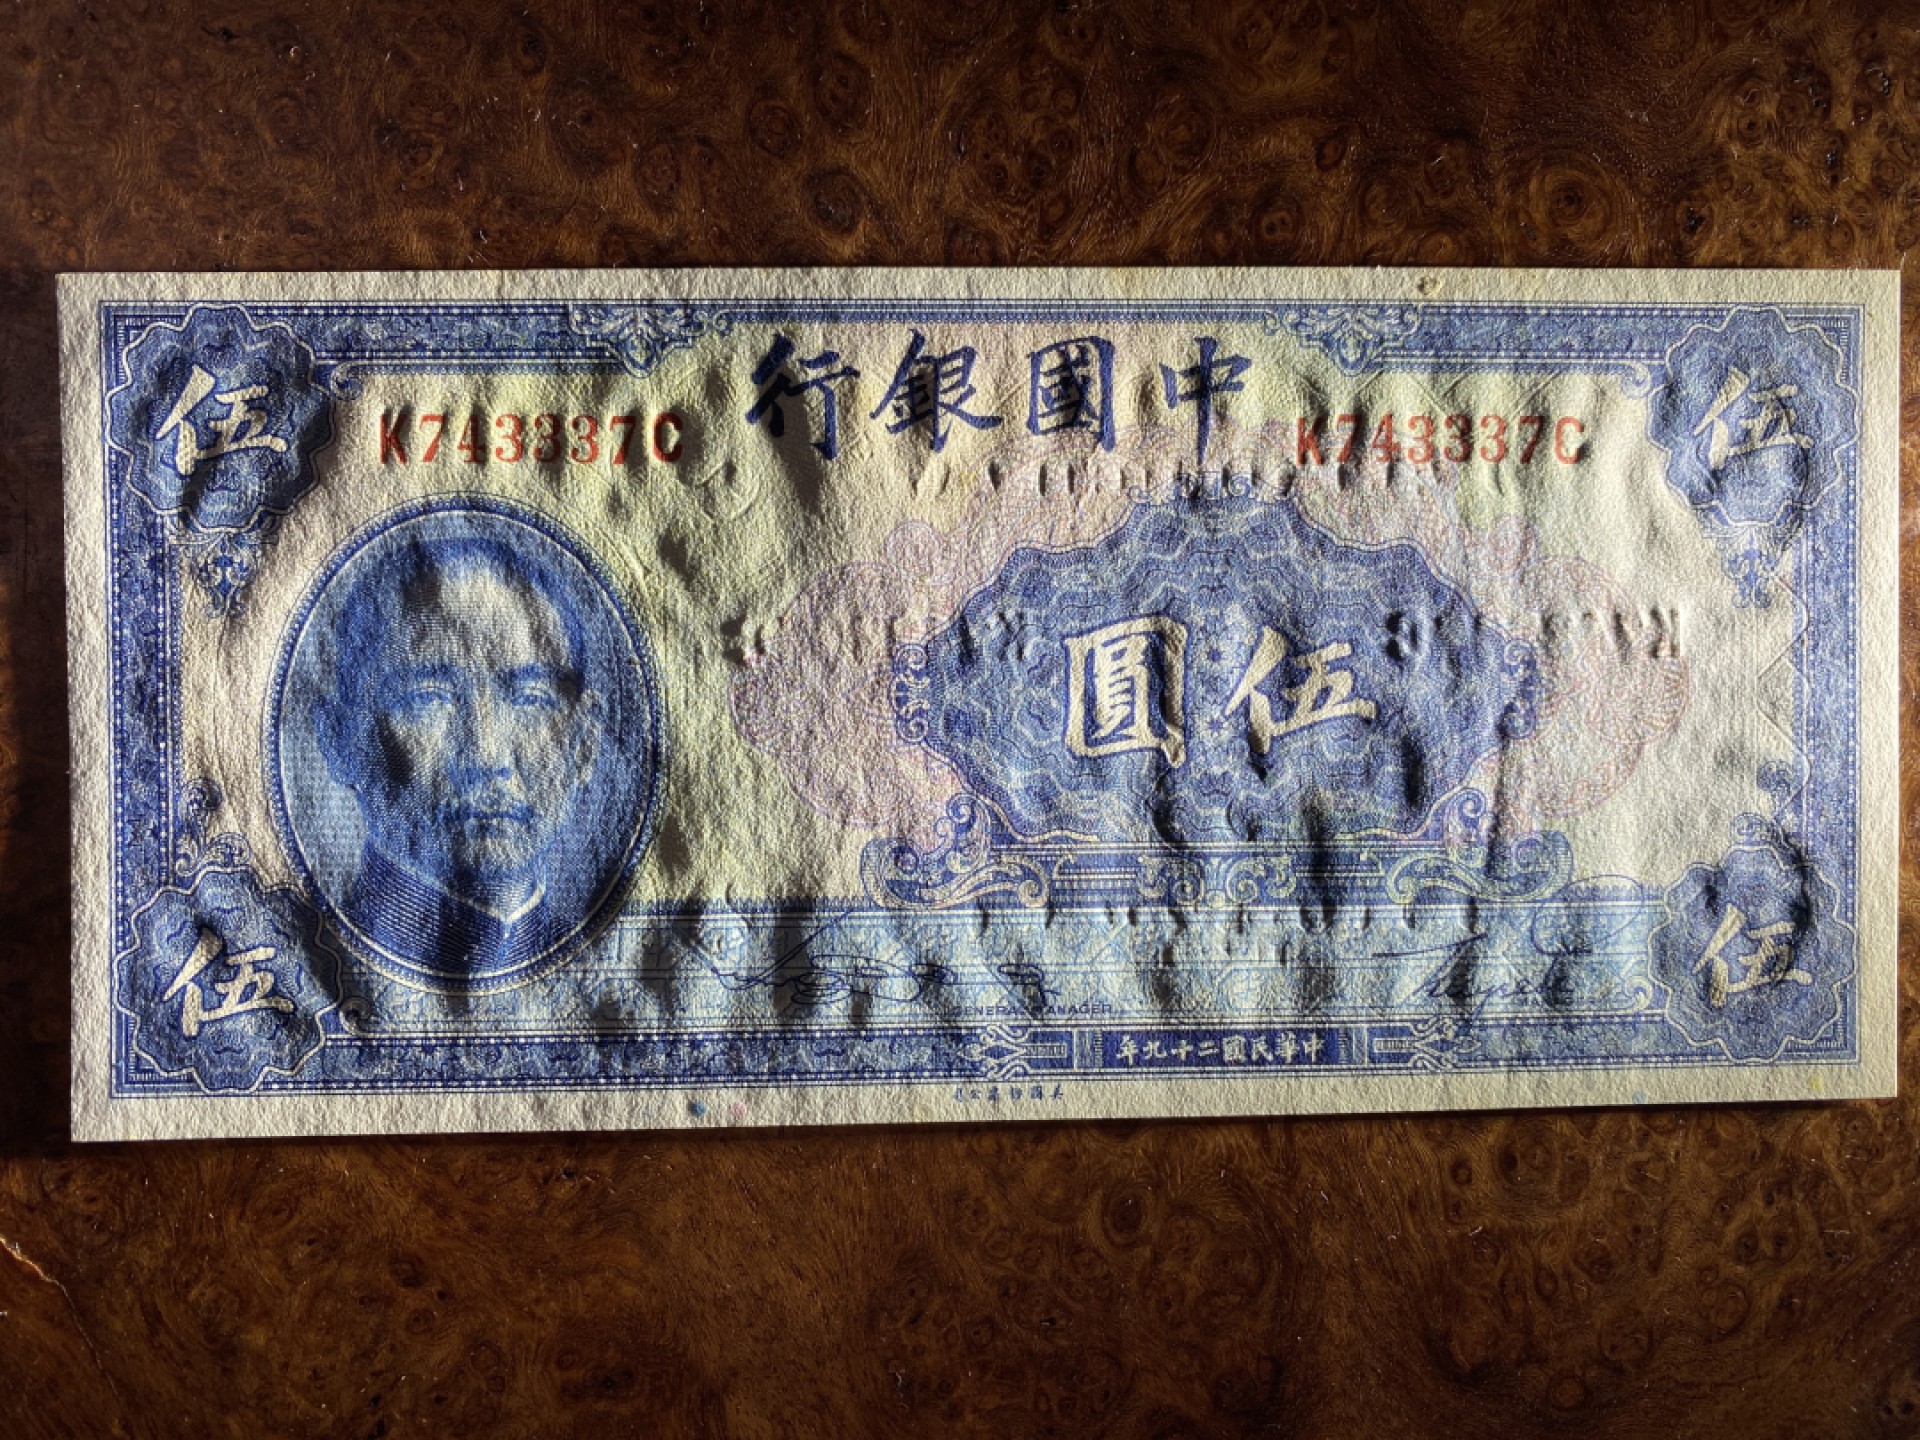 中國銀行
伍
伍
K743337C
K743337C
伍圓
伍
伍
GENERAL MANAGER
中華民國二十九年